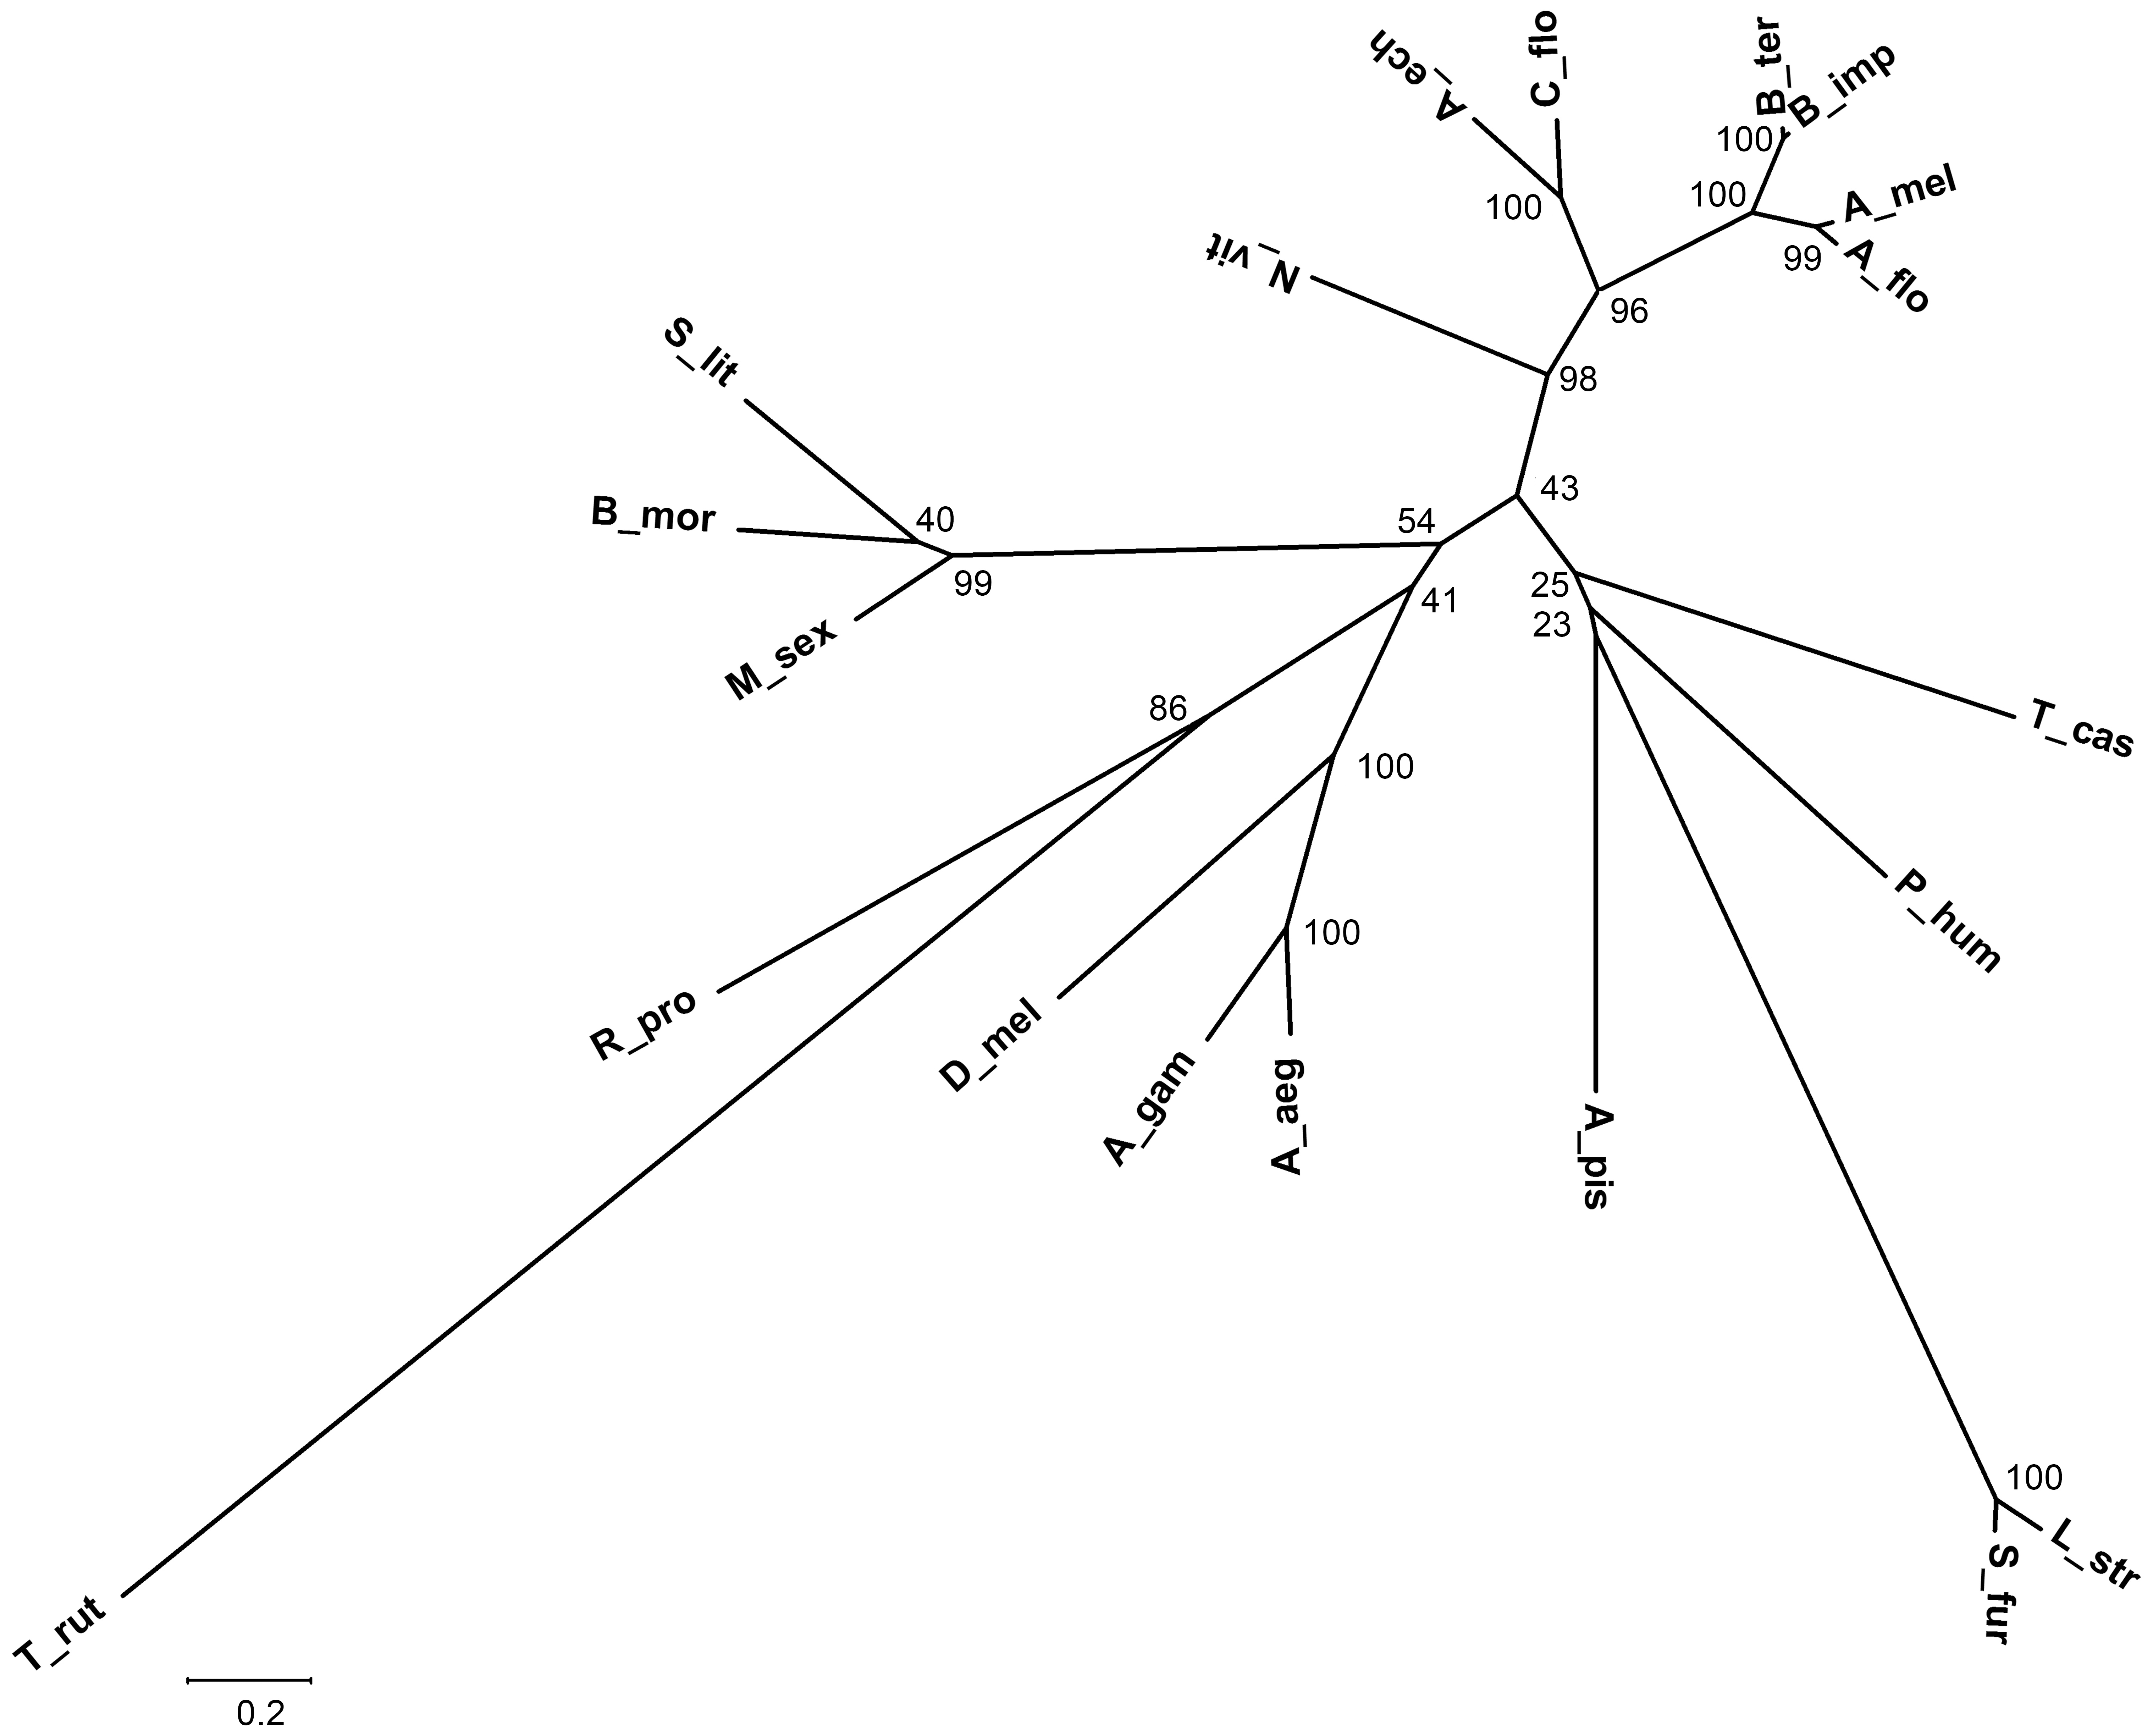 C_flo
B_ter
A_ech
B_imp
100
100
A_mel
100
N_vit
99
A_flo
96
S_lit
98
43
B_mor
40
54
99
25
41
23
M_sex
86
T_cas
100
P_hum
100
R_pro
D_mel
A_gam
A_aeg
A_pis
100
L_str
S_fur
T_rut
0.2